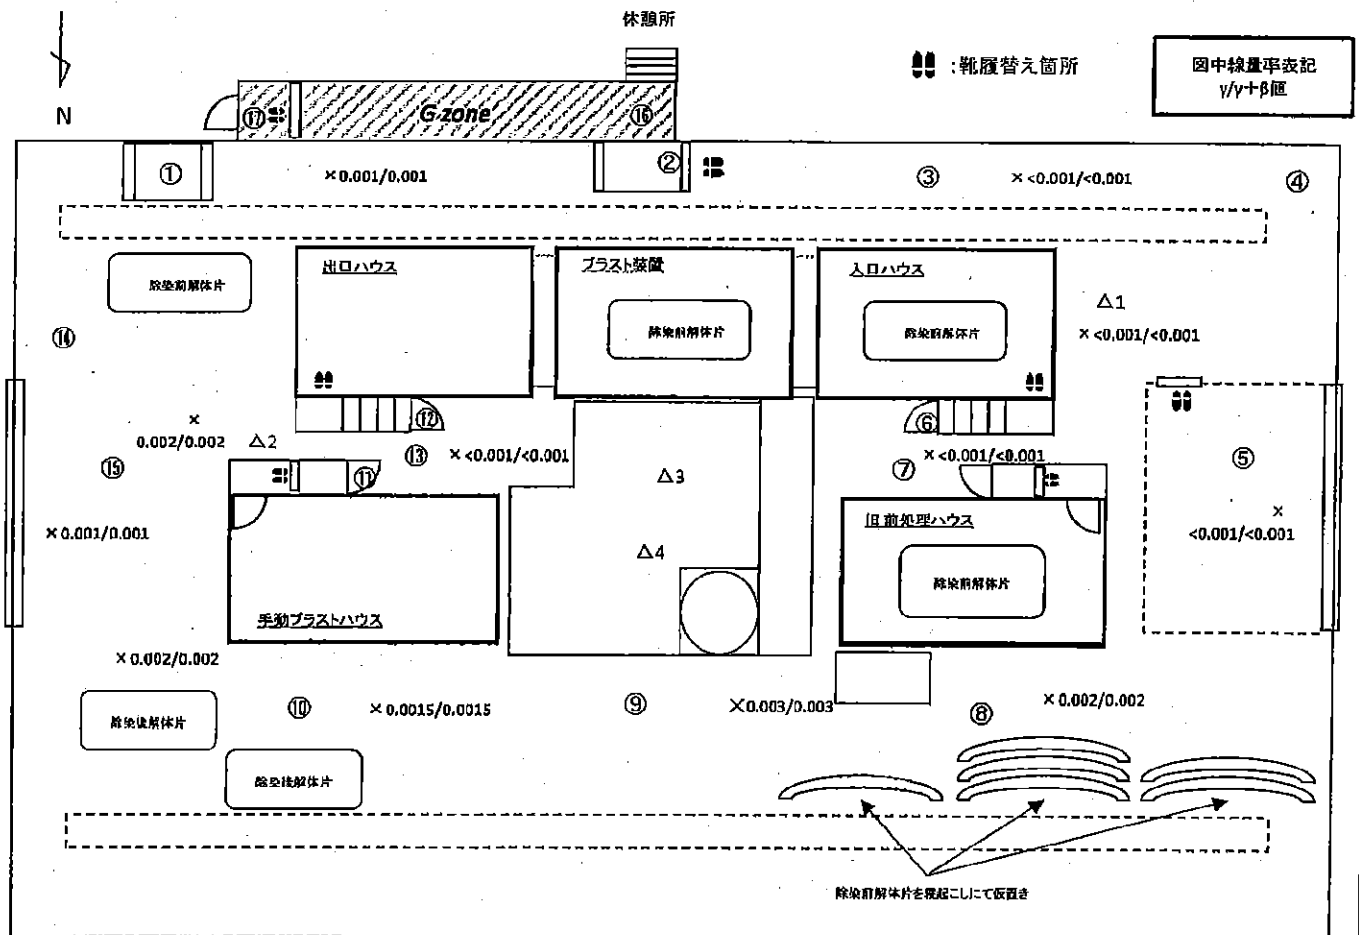 休憩所
:靴履替え箇所
図中線量率表記
γ/γ+β値
N
⑰
G zone
⑯
①
×0.001/0.001
②
③
×<0.001/<0.001
④
出口ハウス
ブラスト装置
入口ハウス
除染前解体片
除染前解体片
除染前解体片
△1
×<0.001/<0.001
⑭
⑫
⑥
×
0.002/0.002
△2
⑬
×<0.001/<0.001
⑦
×<0.001/<0.001
⑤
⑮
⑪
△3
×
<0.001/<0.001
×0.001/0.001
旧前処理ハウス
△4
除染前解体片
手動ブラストハウス
×0.002/0.002
除染後解体片
⑩
×0.0015/0.0015
⑨
×0.003/0.003
⑧
×0.002/0.002
除染後解体片
除染前解体片を寝起こしにて仮置き